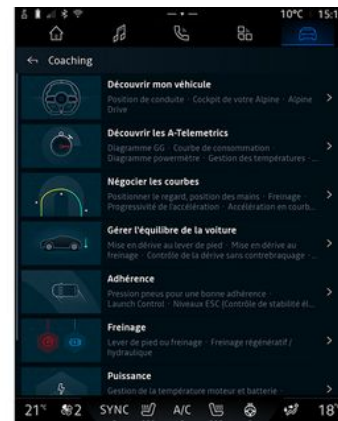 10°C 15:1
Coaching
Découvrir mon véhicule
Position de conduite · Cockpit de votre Alpine · Alpine
Drive
Découvrir les A-Telemetrics
Diagramme GG · Courbe de consommation ·
Diagramme powermètre · Gestion des températures · ...
Négocier les courbes
Positionner le regard, position des mains · Freinage ·
Progressivité de l'accélération · Accélération en courb...
Gérer l'équilibre de la voiture
Mise en dérive au lever de pied · Mise en dérive au
freinage · Contrôle de la dérive sans contrebraquage · ...
Adhérence
Pression pneus pour une bonne adhérence ·
Launch Control · Niveaux ESC (Contrôle de stabilité él...
Freinage
Lever de pied ou freinage · Freinage régénératif /
hydraulique
Puissance
Gestion de la température moteur et batterie ·
21° 2 SYNC A/C 18°